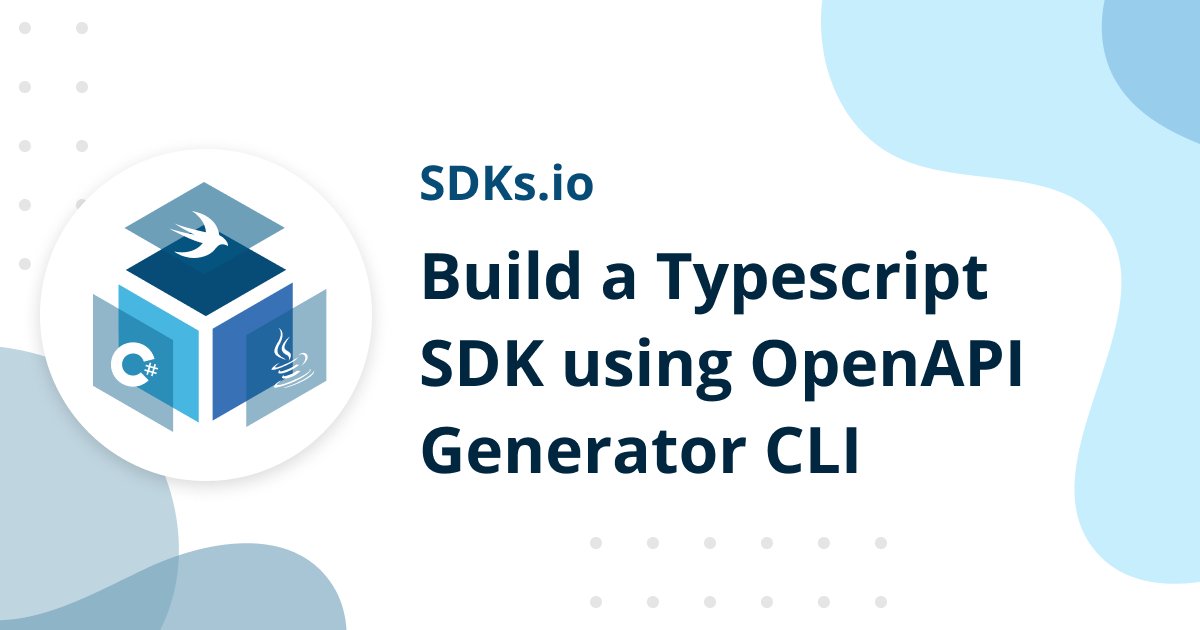 SDKs.io
Build a Typescript
SDK using OpenAPI
Generator CLI
C#